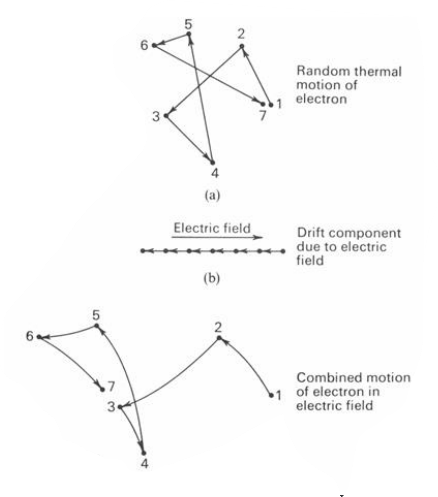 5
6
2
Random thermal
motion of
electron
3
7
1
4
(a)
Electric field
Drift component
due to electric
field
(b)
5
6
2
7
3
1
Combined motion
of electron in
electric field
4